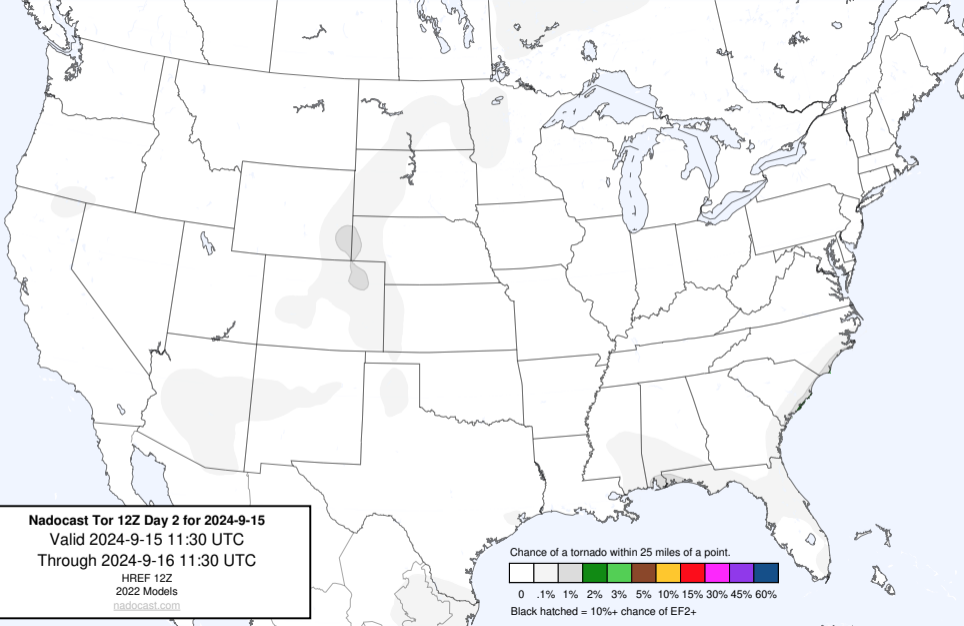 Nadocast Tor 12Z Day 2 for 2024-9-15
Valid 2024-9-15 11:30 UTC
Through 2024-9-16 11:30 UTC
HREF 12Z
2022 Models
nadocast.com
Chance of a tornado within 25 miles of a point.
0 .1% 1% 2% 3% 5% 10% 15% 30% 45% 60%
Black hatched = 10%+ chance of EF2+